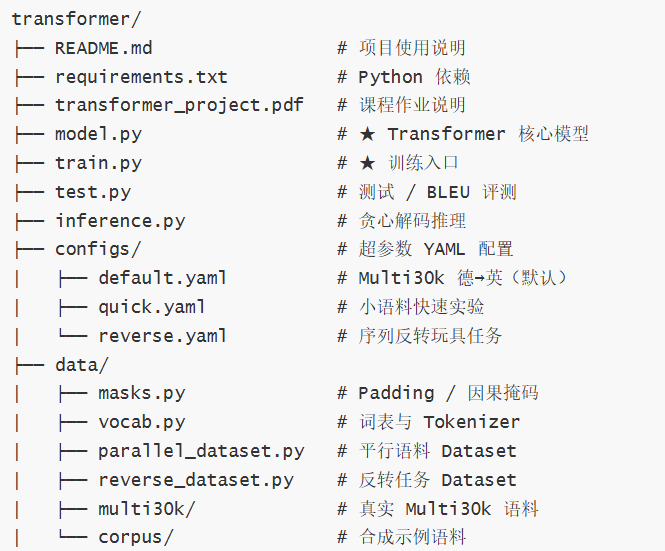 transformer/
├── README.md                 # 项目使用说明
├── requirements.txt          # Python 依赖
├── transformer_project.pdf   # 课程作业说明
├── model.py                  # ★ Transformer 核心模型
├── train.py                  # ★ 训练入口
├── test.py                   # 测试 / BLEU 评测
├── inference.py              # 贪心解码推理
├── configs/                  # 超参数 YAML 配置
│   ├── default.yaml          # Multi30k 德→英（默认）
│   ├── quick.yaml            # 小语料快速实验
│   └── reverse.yaml          # 序列反转玩具任务
├── data/
│   ├── masks.py              # Padding / 因果掩码
│   ├── vocab.py              # 词表与 Tokenizer
│   ├── parallel_dataset.py   # 平行语料 Dataset
│   ├── reverse_dataset.py    # 反转任务 Dataset
│   ├── multi30k/             # 真实 Multi30k 语料
│   └── corpus/               # 合成示例语料